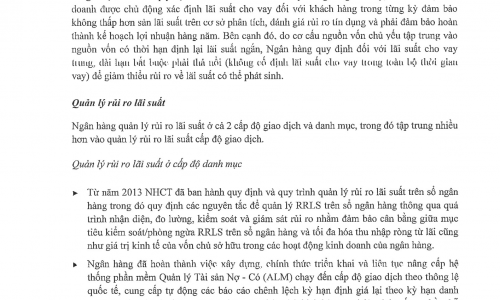 doanh được chủ động xác định lãi suất cho vay đối với khách hàng trong từng kỳ đảm bảo
không thấp hơn sàn lãi suất trên cơ sở phân tích, đánh giá rủi ro tín dụng và phải đảm bảo hoàn
thành kế hoạch lợi nhuận hàng năm. Bên cạnh đó, do cơ cấu nguồn vốn chủ yếu tập trung vào
nguồn vốn có thời hạn định lại lãi suất ngắn, Ngân hàng quy định đối với lãi suất cho vay
trung, dài hạn bắt buộc phải thả nổi (không cố định lãi suất cho vay trong toàn bộ thời gian
vay) để giảm thiểu rủi ro về lãi suất có thể phát sinh.
Quản lý rủi ro lãi suất
Ngân hàng quản lý rủi ro lãi suất ở cả 2 cấp độ giao dịch và danh mục, trong đó tập trung nhiều
hơn vào quản lý rủi ro lãi suất cấp độ giao dịch.
Quản lý rủi ro lãi suất ở cấp độ danh mục
► Từ năm 2013 NHCT đã ban hành quy định và quy trình quản lý rủi ro lãi suất trên sổ ngân
hàng trong đó quy định các nguyên tắc để quản lý RRLS trên sổ ngân hàng thông qua quá
trình nhận diện, đo lường, kiểm soát và giám sát rủi ro nhằm đảm bảo cân bằng giữa mục
tiêu kiểm soát/phòng ngừa RRLS trên sổ ngân hàng và tối đa hóa thu nhập ròng từ lãi cũng
như giá trị kinh tế của vốn chủ sở hữu trong các hoạt động kinh doanh của ngân hàng.
► Ngân hàng đã hoàn thành việc xây dựng, chính thức triển khai và liên tục nâng cấp hệ
thống phần mềm Quản lý Tài sản Nợ - Có (ALM) chạy đến cấp độ giao dịch theo thông lệ
quốc tế, cung cấp tự động các báo cáo chênh lệch kỳ hạn định giá lại theo kỳ hạn danh